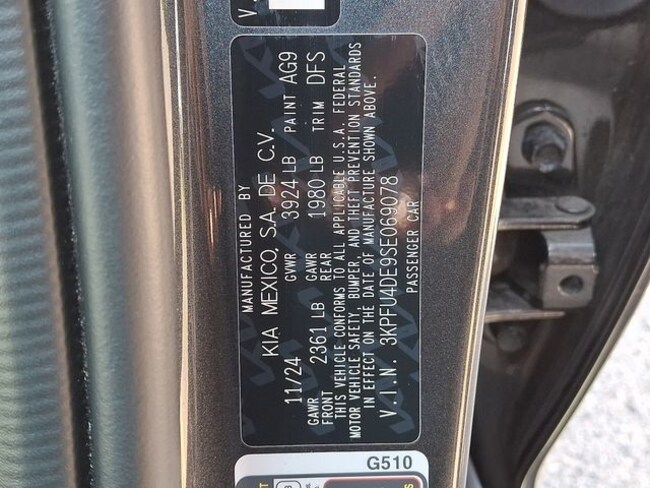 MANUFACTURED BY
KIA MEXICO, S.A. DE C.V.
11/24 GVWR 3924 LB PAINT AG9
GAWR FRONT 2361 LB GAWR REAR 1980 LB TRIM DFS
THIS VEHICLE CONFORMS TO ALL APPLICABLE U.S.A. FEDERAL
MOTOR VEHICLE SAFETY, BUMPER, AND THEFT PREVENTION STANDARDS
IN EFFECT ON THE DATE OF MANUFACTURE SHOWN ABOVE.
V.I.N. 3KPFU4DE9SE069078
PASSENGER CAR
G510